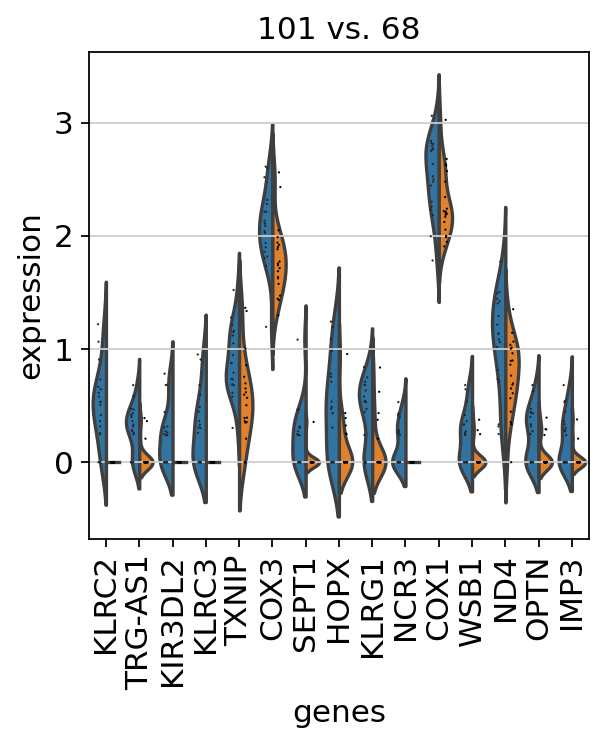 101 vs. 68
expression
3
2
1
0
KLRC2
TRG-AS1
KIR3DL2
KLRC3
TXNIP
COX3
SEPT1
HOPX
KLRG1
NCR3
COX1
WSB1
ND4
OPTN
IMP3
genes